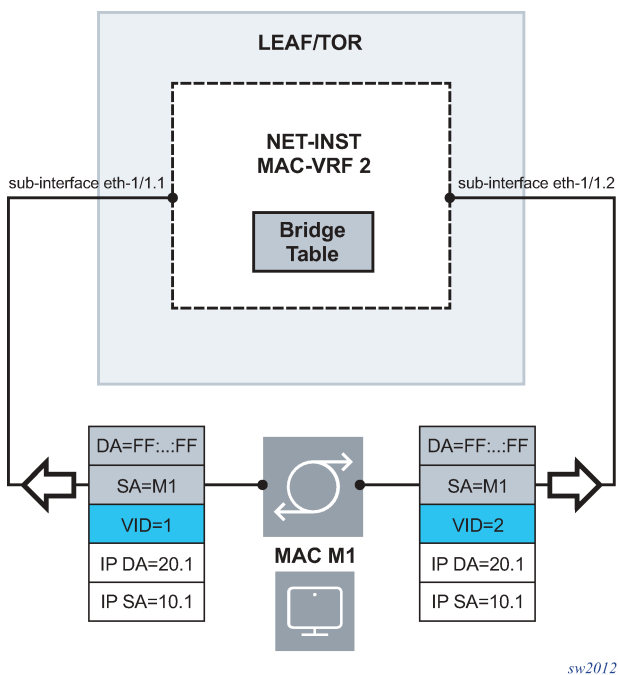 LEAF/TOR
NET-INST
MAC-VRF 2
sub-interface eth-1/1.1
sub-interface eth-1/1.2
Bridge
Table
DA=FF:...:FF
SA=M1
VID=1
IP DA=20.1
IP SA=10.1
MAC M1
DA=FF:...:FF
SA=M1
VID=2
IP DA=20.1
IP SA=10.1
sw2012